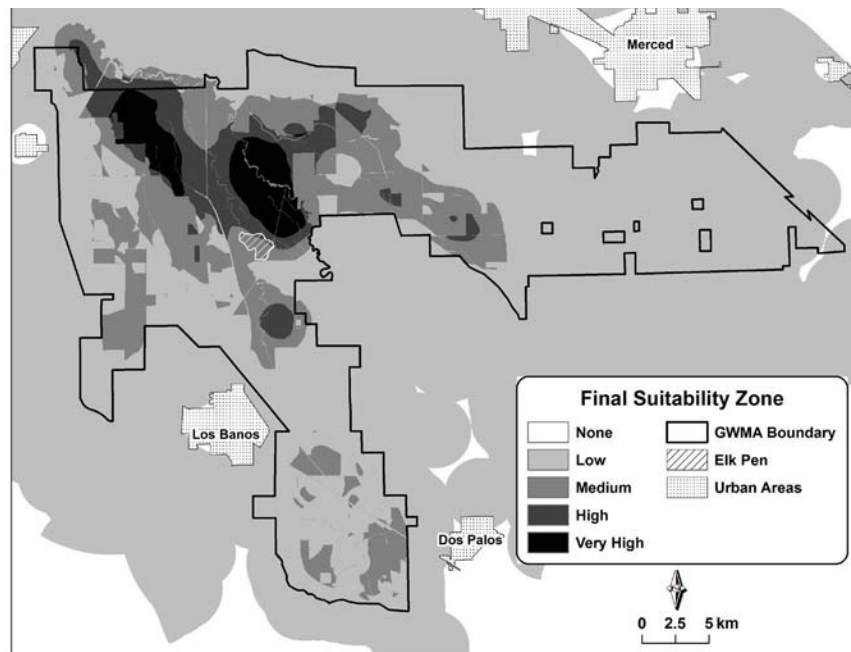 Merced
Los Banos
Dos Palos
Final Suitability Zone
None
Low
Medium
High
Very High
GWMA Boundary
Elk Pen
Urban Areas
0 2.5 5 km